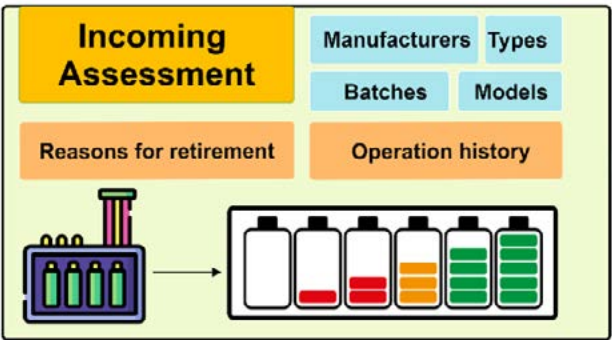 Incoming
Assessment
Manufacturers
Types
Batches
Models
Reasons for retirement
Operation history